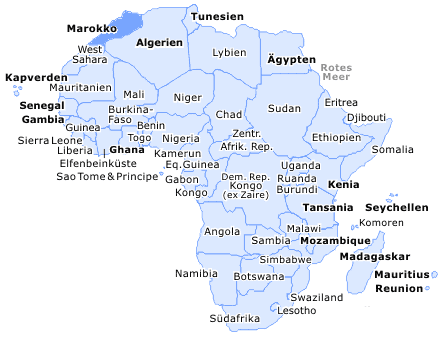 Tunesien
Marokko
Algerien
Lybien
Ägypten
West
Sahara
Rotes
Meer
Kapverden
Mauritanien
Mali
Niger
Chad
Sudan
Eritrea
Djibouti
Senegal
Gambia
Burkina-
Faso
Guinea
Benin
Togo
Nigeria
Zentr.
Afrik. Rep.
Ethiopien
Somalia
Sierra Leone
Liberia
Ghana
Kamerun
Elfenbeinküste
Eq.Guinea
Sao Tome & Principe
Gabon
Kongo
Dem. Rep.
Kongo
(ex Zaire)
Uganda
Ruanda
Burundi
Kenia
Tansania
Seychellen
Komoren
Angola
Sambia
Malawi
Mozambique
Madagaskar
Simbabwe
Mauritius
Reunion
Namibia
Botswana
Swaziland
Lesotho
Südafrika